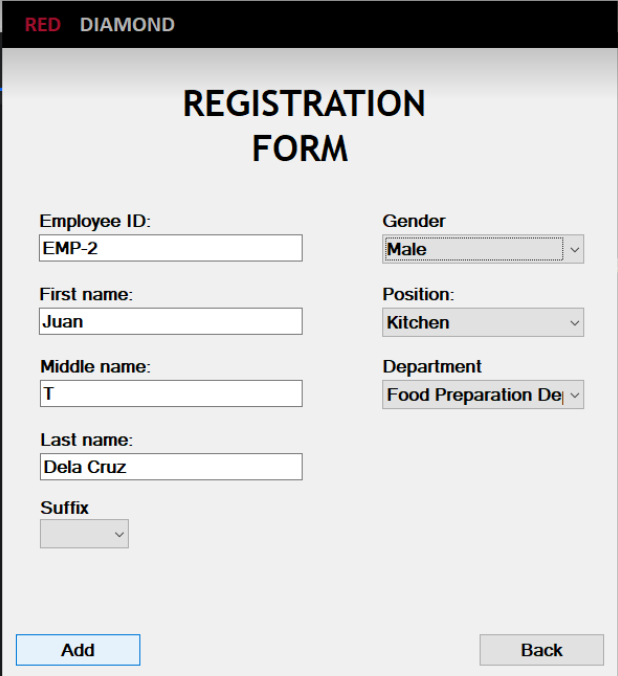 RED DIAMOND
REGISTRATION
FORM
Employee ID:
EMP-2
First name:
Juan
Middle name:
T
Last name:
Dela Cruz
Suffix
Gender
Male
Position:
Kitchen
Department
Food Preparation De
Add
Back